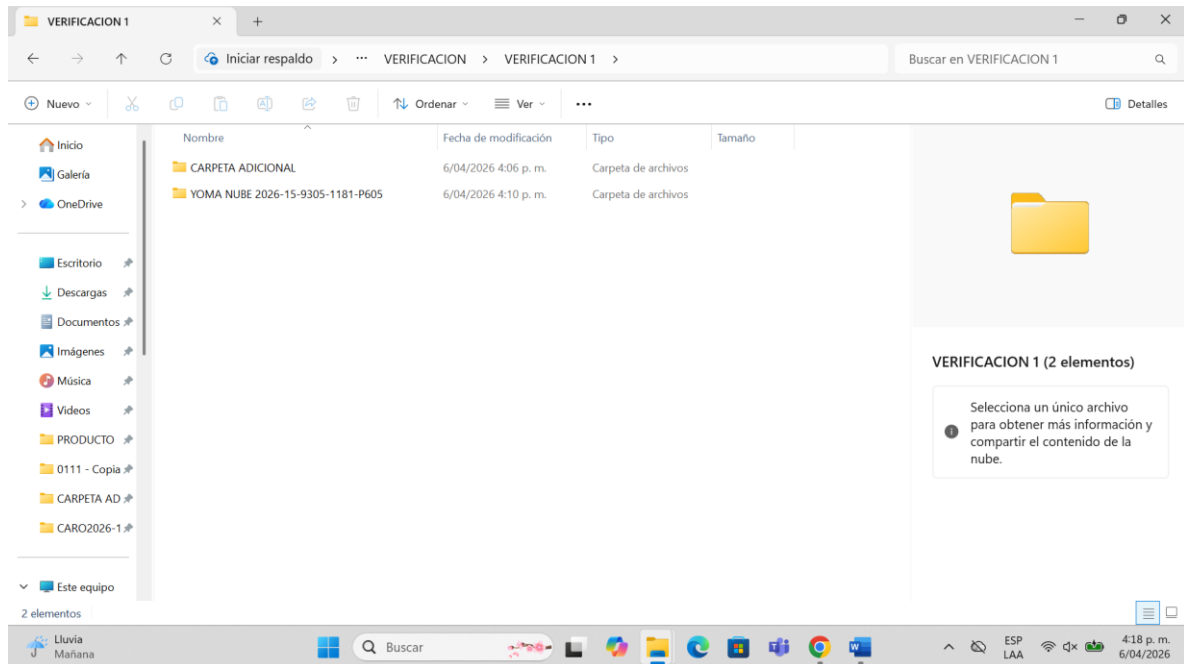 VERIFICACION 1
Iniciar respaldo > ... VERIFICACION > VERIFICACION 1 >
Buscar en VERIFICACION 1
Nuevo
Ordenar
Ver
...
Detalles
Inicio
Galería
OneDrive
Escritorio
Descargas
Documentos
Imágenes
Música
Videos
PRODUCTO
0111 - Copia
CARPETA AD
CARO2026-1
Este equipo
Nombre Fecha de modificación Tipo Tamaño
CARPETA ADICIONAL 6/04/2026 4:06 p. m. Carpeta de archivos
YOMA NUBE 2026-15-9305-1181-P605 6/04/2026 4:10 p. m. Carpeta de archivos
VERIFICACION 1 (2 elementos)
Selecciona un único archivo
para obtener más información y
compartir el contenido de la
nube.
2 elementos
Lluvia
Mañana
Buscar
ESP
LAA
4:18 p. m.
6/04/2026